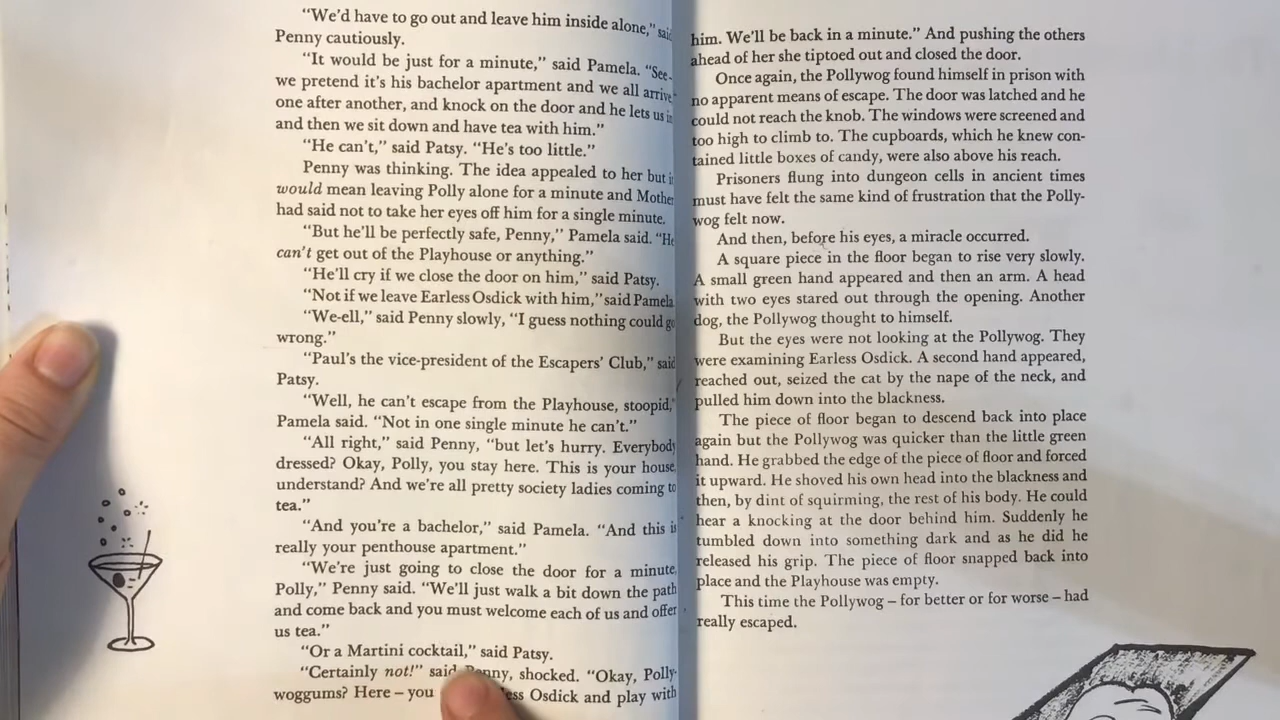 “We’d have to go out and leave him inside alone,” said
Penny cautiously.
“It would be just for a minute,” said Pamela. “See –
we pretend it’s his bachelor apartment and we all arrive,
one after another, and knock on the door and he lets us in
and then we sit down and have tea with him.”
“He can’t,” said Patsy. “He’s too little.”
Penny was thinking. The idea appealed to her but it
would mean leaving Polly alone for a minute and Mother
had said not to take her eyes off him for a single minute.
“But he’ll be perfectly safe, Penny,” Pamela said. “He
can’t get out of the Playhouse or anything.”
“He’ll cry if we close the door on him,” said Patsy.
“Not if we leave Earless Osdick with him,” said Pamela
“We-ell,” said Penny slowly, “I guess nothing could go
wrong.”
“Paul’s the vice-president of the Escapers’ Club,” said
Patsy.
“Well, he can’t escape from the Playhouse, stoopid,”
Pamela said. “Not in one single minute he can’t.”
“All right,” said Penny, “but let’s hurry. Everybody
dressed? Okay, Polly, you stay here. This is your house,
understand? And we’re all pretty society ladies coming to
tea.”
“And you’re a bachelor,” said Pamela. “And this is
really your penthouse apartment.”
“We’re just going to close the door for a minute,
Polly,” Penny said. “We’ll just walk a bit down the path
and come back and you must welcome each of us and offer
us tea.”
“Or a Martini cocktail,” said Patsy.
“Certainly not!” said Penny, shocked. “Okay, Polly-
woggums? Here – you Osdick and play with
him. We’ll be back in a minute.” And pushing the others
ahead of her she tiptoed out and closed the door.
Once again, the Pollywog found himself in prison with
no apparent means of escape. The door was latched and he
could not reach the knob. The windows were screened and
too high to climb to. The cupboards, which he knew con-
tained little boxes of candy, were also above his reach.
Prisoners flung into dungeon cells in ancient times
must have felt the same kind of frustration that the Polly-
wog felt now.
And then, before his eyes, a miracle occurred.
A square piece in the floor began to rise very slowly.
A small green hand appeared and then an arm. A head
with two eyes stared out through the opening. Another
dog, the Pollywog thought to himself.
But the eyes were not looking at the Pollywog. They
were examining Earless Osdick. A second hand appeared,
reached out, seized the cat by the nape of the neck, and
pulled him down into the blackness.
The piece of floor began to descend back into place
again but the Pollywog was quicker than the little green
hand. He grabbed the edge of the piece of floor and forced
it upward. He shoved his own head into the blackness and
then, by dint of squirming, the rest of his body. He could
hear a knocking at the door behind him. Suddenly he
tumbled down into something dark and as he did he
released his grip. The piece of floor snapped back into
place and the Playhouse was empty.
This time the Pollywog – for better or for worse – had
really escaped.